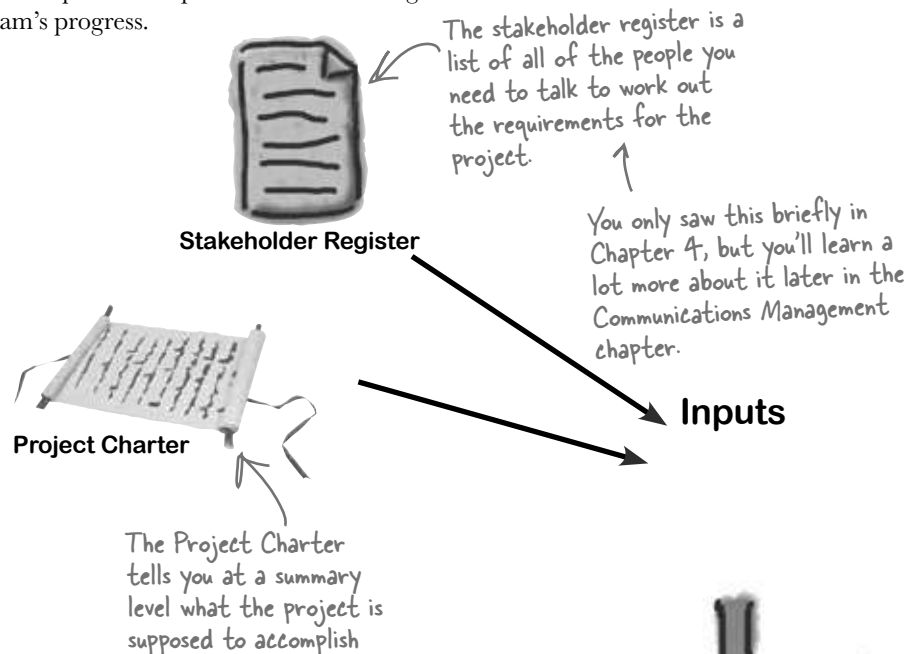 am's progress.
The stakeholder register is a
list of all of the people you
need to talk to work out
the requirements for the
project.
You only saw this briefly in
Chapter 4, but you'll learn a
lot more about it later in the
Communications Management
chapter.
Stakeholder Register
Inputs
Project Charter
The Project Charter
tells you at a summary
level what the project is
supposed to accomplish